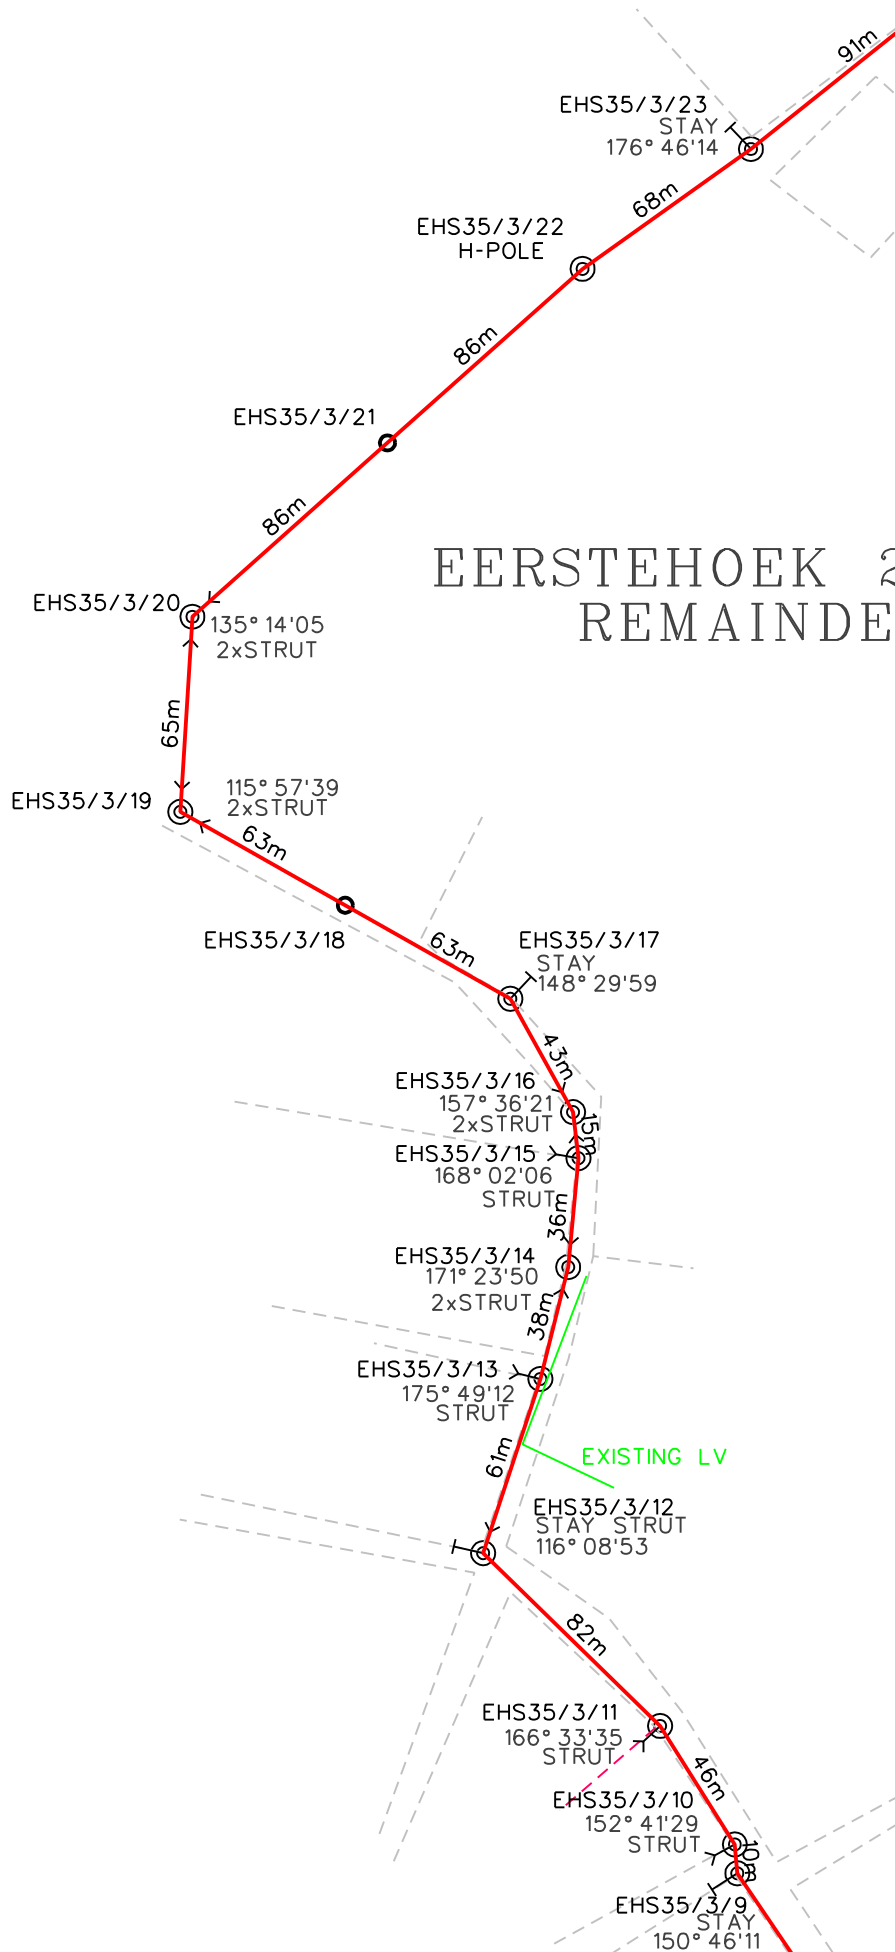 91m
EHS35/3/23
STAY
176° 46'14
68m
EHS35/3/22
H-POLE
86m
EHS35/3/21
86m
EERSTEHOEK
REMAINDE
EHS35/3/20
135° 14'05
2xSTRUT
65m
115° 57'39
2xSTRUT
EHS35/3/19
63m
EHS35/3/18
63m
EHS35/3/17
STAY
148° 29'59
43m
EHS35/3/16
157° 36'21
2xSTRUT
15m
EHS35/3/15
168° 02'06
STRUT
36m
EHS35/3/14
171° 23'50
2xSTRUT
38m
EHS35/3/13
175° 49'12
STRUT
61m
EXISTING LV
EHS35/3/12
STAY STRUT
116° 08'53
82m
EHS35/3/11
166° 33'35
STRUT
46m
EHS35/3/10
152° 41'29
STRUT
10m
EHS35/3/9
STAY
150° 46'11